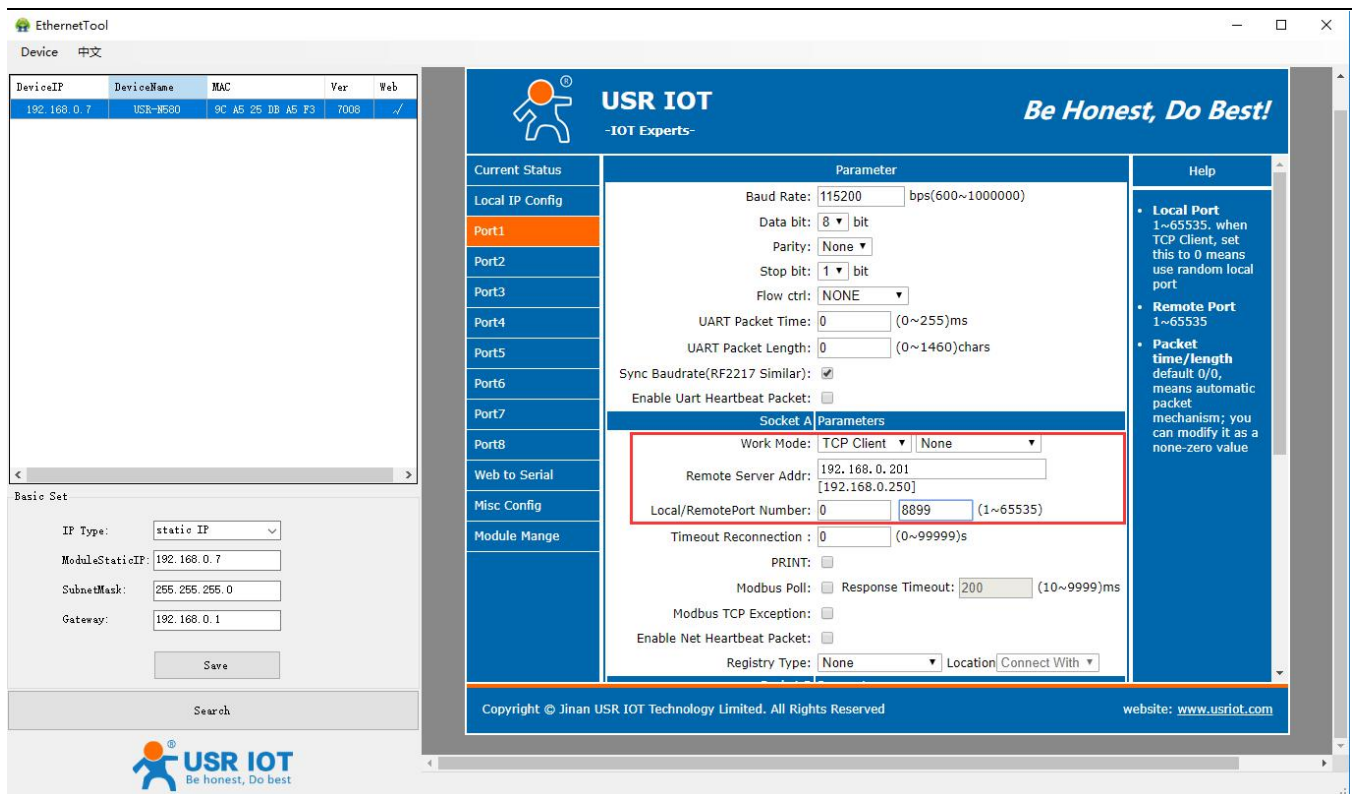 EthernetTool
Device 中文
DeviceIP DeviceName MAC Ver Web
192.168.0.7 USR-N580 9C A5 25 DB A5 F3 7008 √
Basic Set
IP Type: static IP
ModuleStaticIP: 192.168.0.7
SubnetMask: 255.255.255.0
Gateway: 192.168.0.1
Save
Search
®
USR IOT
Be honest, Do best
®
USR IOT
-IOT Experts-
Be Honest, Do Best!
Current Status
Local IP Config
Port1
Port2
Port3
Port4
Port5
Port6
Port7
Port8
Web to Serial
Misc Config
Module Mange
Parameter
Baud Rate: 115200 bps(600~1000000)
Data bit: 8 ▼ bit
Parity: None ▼
Stop bit: 1 ▼ bit
Flow ctrl: NONE ▼
UART Packet Time: 0 (0~255)ms
UART Packet Length: 0 (0~1460)chars
Sync Baudrate(RF2217 Similar):
Enable Uart Heartbeat Packet:
Socket A Parameters
Work Mode: TCP Client ▼ None ▼
Remote Server Addr: 192.168.0.201
[192.168.0.250]
Local/RemotePort Number: 0 8899 (1~65535)
Timeout Reconnection : 0 (0~99999)s
PRINT:
Modbus Poll: Response Timeout: 200 (10~9999)ms
Modbus TCP Exception:
Enable Net Heartbeat Packet:
Registry Type: None ▼ Location Connect With ▼
Help
• Local Port
1~65535. when
TCP Client, set
this to 0 means
use random local
port
• Remote Port
1~65535
• Packet
time/length
default 0/0,
means automatic
packet
mechanism; you
can modify it as a
none-zero value
Copyright © Jinan USR IOT Technology Limited. All Rights Reserved website: www.usriot.com